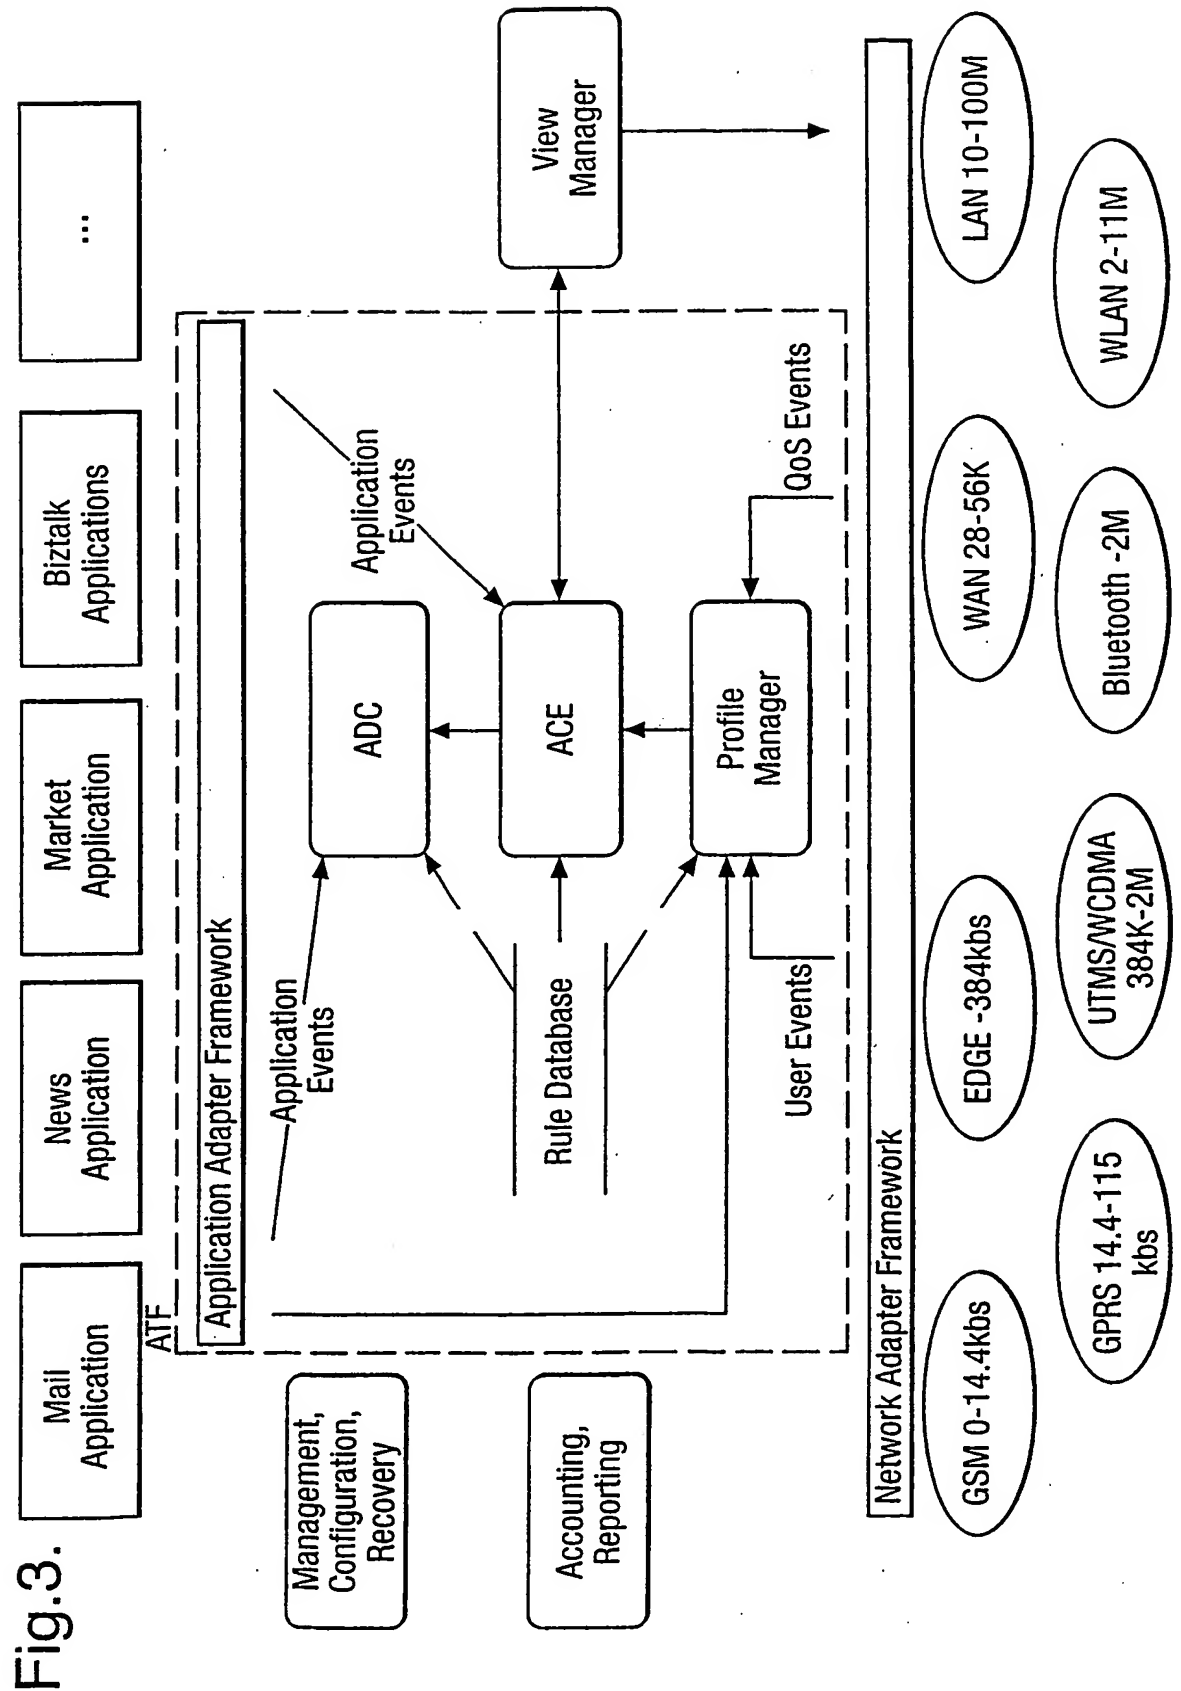 Fig.3.
Mail
Application
News
Application
Market
Application
Biztalk
Applications
...
ATF
Application Adapter Framework
Management,
Configuration,
Recovery
Accounting,
Reporting
Application
Events
Application
Events
ADC
Rule Database
ACE
View
Manager
Profile
Manager
User Events
QoS Events
Network Adapter Framework
GSM 0-14.4kbs
EDGE -384kbs
WAN 28-56K
LAN 10-100M
GPRS 14.4-115
kbs
UTMS/WCDMA
384K-2M
Bluetooth -2M
WLAN 2-11M